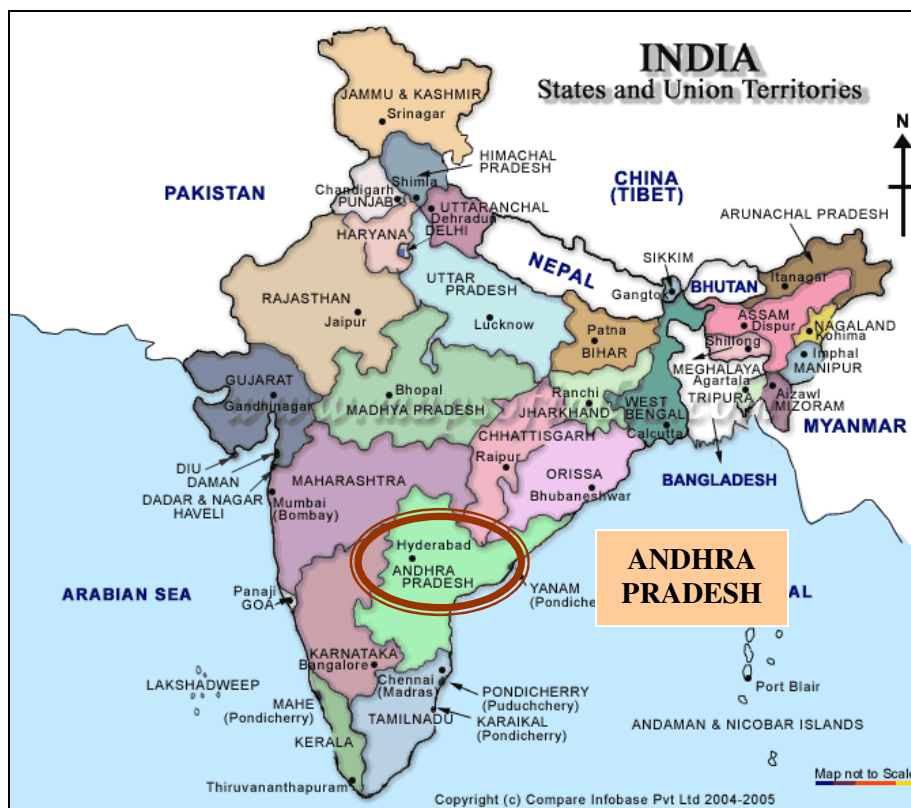 INDIA
States and Union Territories
N
JAMMU & KASHMIR
Srinagar
HIMACHAL
PRADESH
PAKISTAN
Chandigarh
PUNJAB
Shimla
CHINA
(TIBET)
UTTARANCHAL
Dehradun
DELHI
HARYANA
ARUNACHAL PRADESH
NEPAL
SIKKIM
Gangtok
BHUTAN
Itanagar
RAJASTHAN
Jaipur
UTTAR
PRADESH
Lucknow
ASSAM
Dispur
NAGALAND
Kohima
Patna
BIHAR
Shillong
MEGHALAYA
Imphal
MANIPUR
GUJARAT
Gandhinagar
Bhopal
MADHYA PRADESH
Ranchi
JHARKHAND
WEST
BENGAL
Calcutta
Agartala
TRIPURA
Aizawl
MIZORAM
MYANMAR
CHHATTISGARH
Raipur
BANGLADESH
DIU
DAMAN
DADAR & NAGAR
HAVELI
MAHARASHTRA
Mumbai
(Bombay)
ORISSA
Bhubaneshwar
Hyderabad
ANDHRA
PRADESH
ANDHRA
PRADESH
YANAM
(Pondiche
AL
ARABIAN SEA
Panaji
GOA
KARNATAKA
Bangalore
Chennai
(Madras)
LAKSHADWEEP
MAHE
(Pondicherry)
TAMILNADU
PONDICHERRY
(Puduchery)
KARAIKAL
(Pondicherry)
Port Blair
ANDAMAN & NICOBAR ISLANDS
KERALA
Thiruvananthapuram
Map not to Scale
Copyright (c) Compare Infobase Pvt Ltd 2004-2005